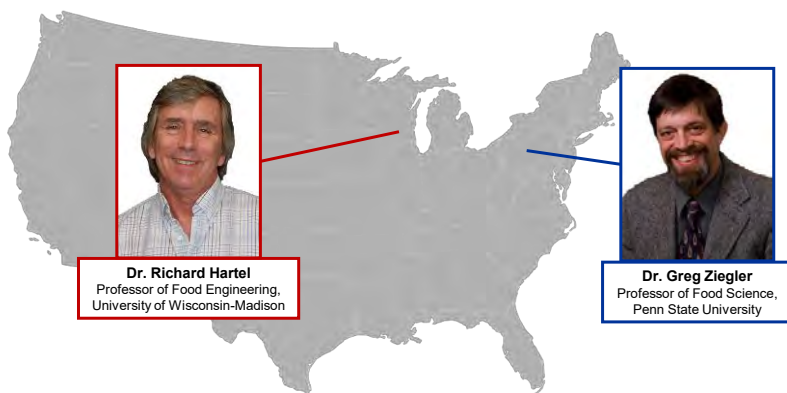 Dr. Richard Hartel
Professor of Food Engineering,
University of Wisconsin-Madison
Dr. Greg Ziegler
Professor of Food Science,
Penn State University